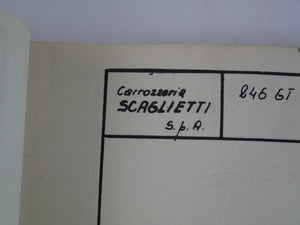 Carrozzeria
SCAGLIETTI
S.p.A.
246 GT